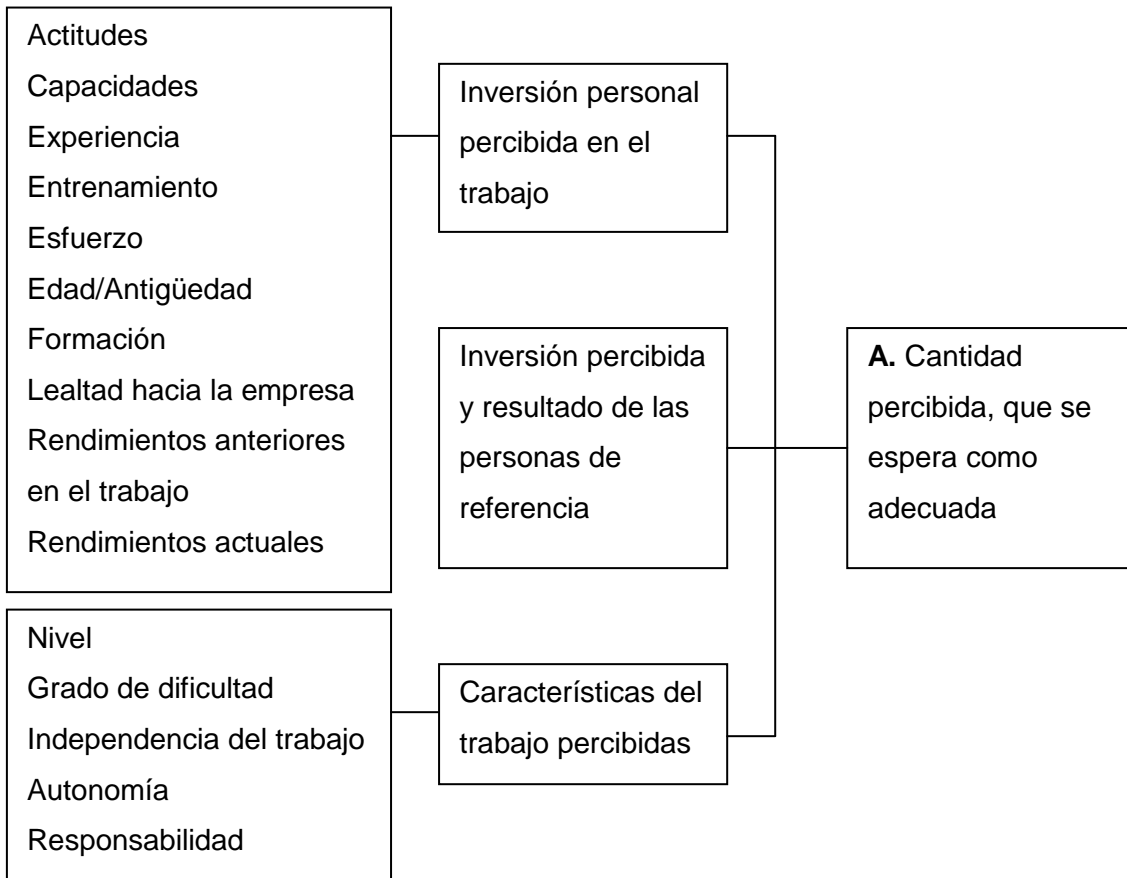 Actitudes
Capacidades
Experiencia
Entrenamiento
Esfuerzo
Edad/Antigüedad
Formación
Lealtad hacia la empresa
Rendimientos anteriores
en el trabajo
Rendimientos actuales
Nivel
Grado de dificultad
Independencia del trabajo
Autonomía
Responsabilidad
Inversión personal
percibida en el
trabajo
Inversión percibida
y resultado de las
personas de
referencia
Características del
trabajo percibidas
A. Cantidad
percibida, que se
espera como
adecuada